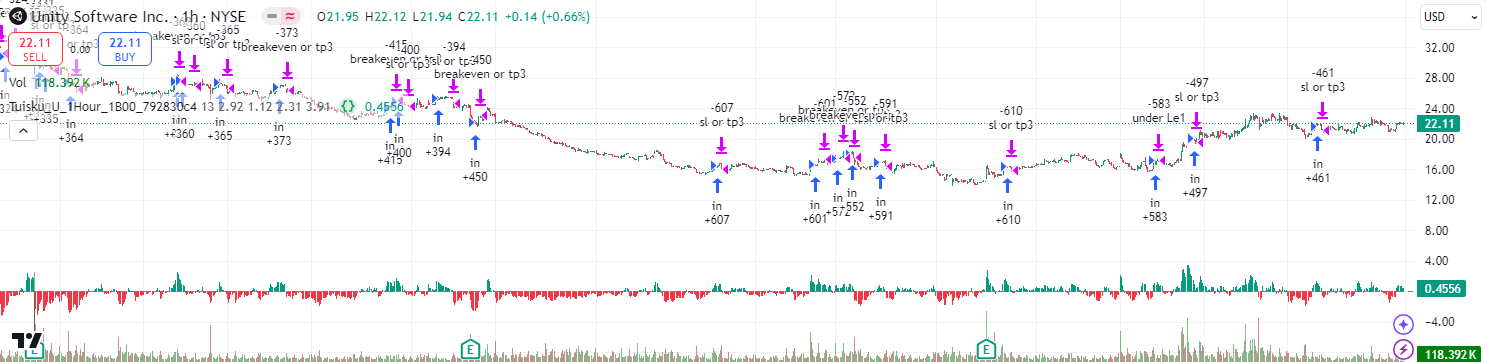 Unity Software Inc. · 1h · NYSE
O21.95 H22.12 L21.94 C22.11 +0.14 (+0.66%)
USD
22.11
SELL
0.00
22.11
BUY
Vol 118.392 K
Tuisku_U_1Hour_1B00_792830c4 13 2.92 1.12 2.31 3.91 0.4556
-364
in
+364
-360
in
+360
-365
sl or tp3
in
+365
-373
breakeven or tp3
in
+373
-415
in
+415
-400
sl or tp3
in
+400
-394
sl or tp3
in
+394
-450
breakeven or tp3
in
+450
-607
sl or tp3
in
+607
-601
in
+601
-572
breakeven or tp3
in
+572
-552
in
+552
-591
sl or tp3
in
+591
-610
sl or tp3
in
+610
-583
under Le1
in
+583
-497
sl or tp3
in
+497
-461
sl or tp3
in
+461
32.00
28.00
24.00
22.11
20.00
16.00
12.00
8.00
4.00
0.4556
−4.00
118.392 K
E
E
E